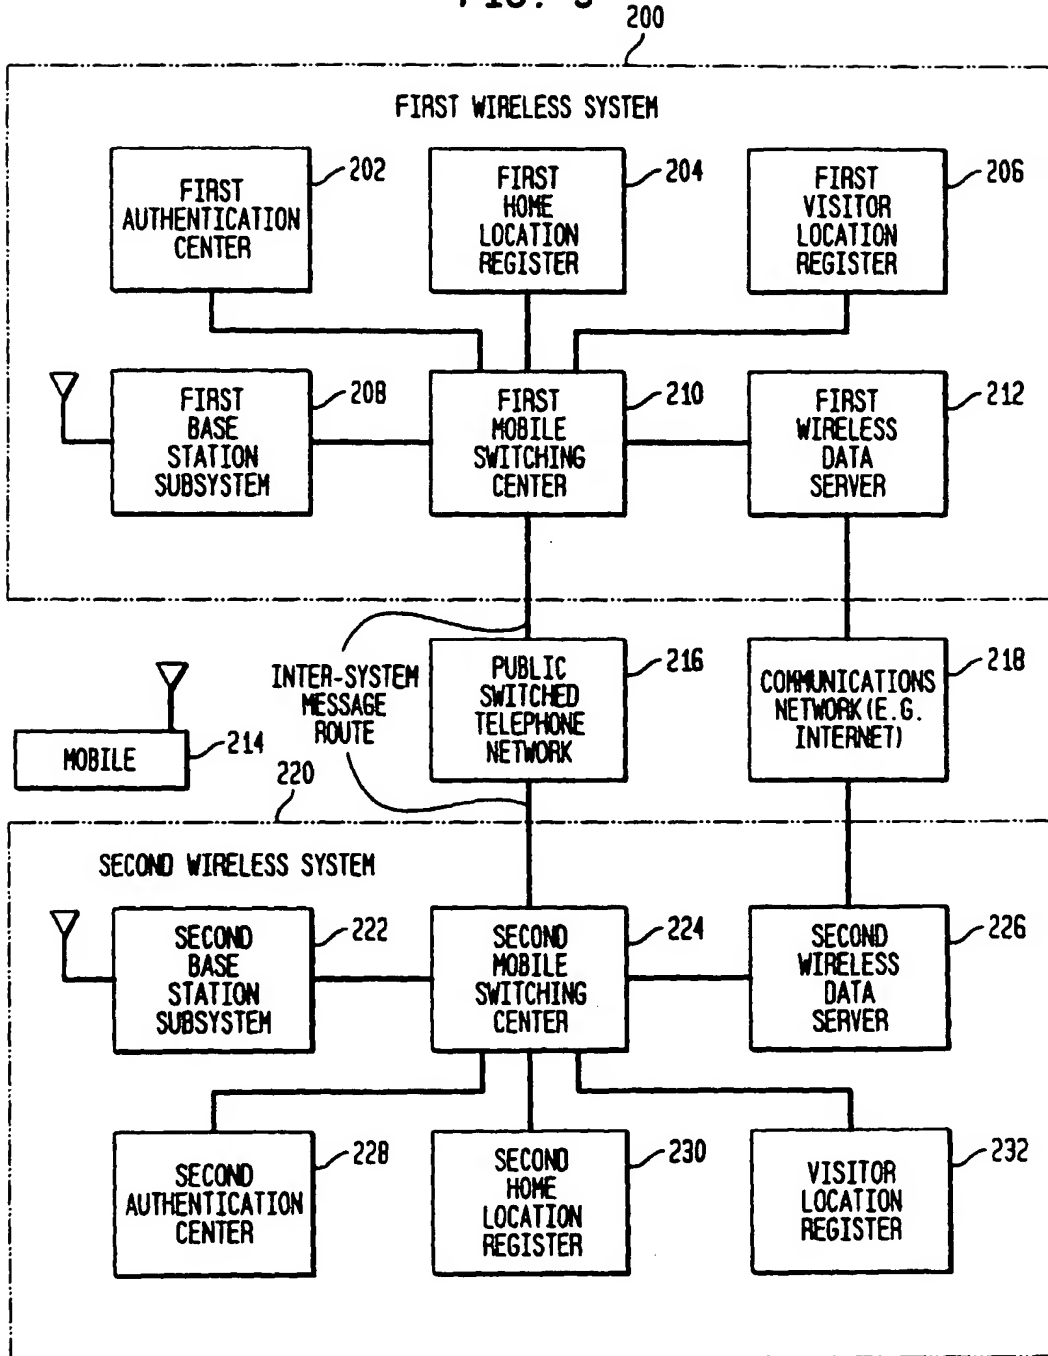 200
FIRST WIRELESS SYSTEM
FIRST
AUTHENTICATION
CENTER
202
FIRST
HOME
LOCATION
REGISTER
204
FIRST
VISITOR
LOCATION
REGISTER
206
FIRST
BASE
STATION
SUBSYSTEM
208
FIRST
MOBILE
SWITCHING
CENTER
210
FIRST
WIRELESS
DATA
SERVER
212
MOBILE
214
INTER-SYSTEM
MESSAGE
ROUTE
PUBLIC
SWITCHED
TELEPHONE
NETWORK
216
COMMUNICATIONS
NETWORK(E.G.
INTERNET)
218
220
SECOND WIRELESS SYSTEM
SECOND
BASE
STATION
SUBSYSTEM
222
SECOND
MOBILE
SWITCHING
CENTER
224
SECOND
WIRELESS
DATA
SERVER
226
SECOND
AUTHENTICATION
CENTER
228
SECOND
HOME
LOCATION
REGISTER
230
VISITOR
LOCATION
REGISTER
232